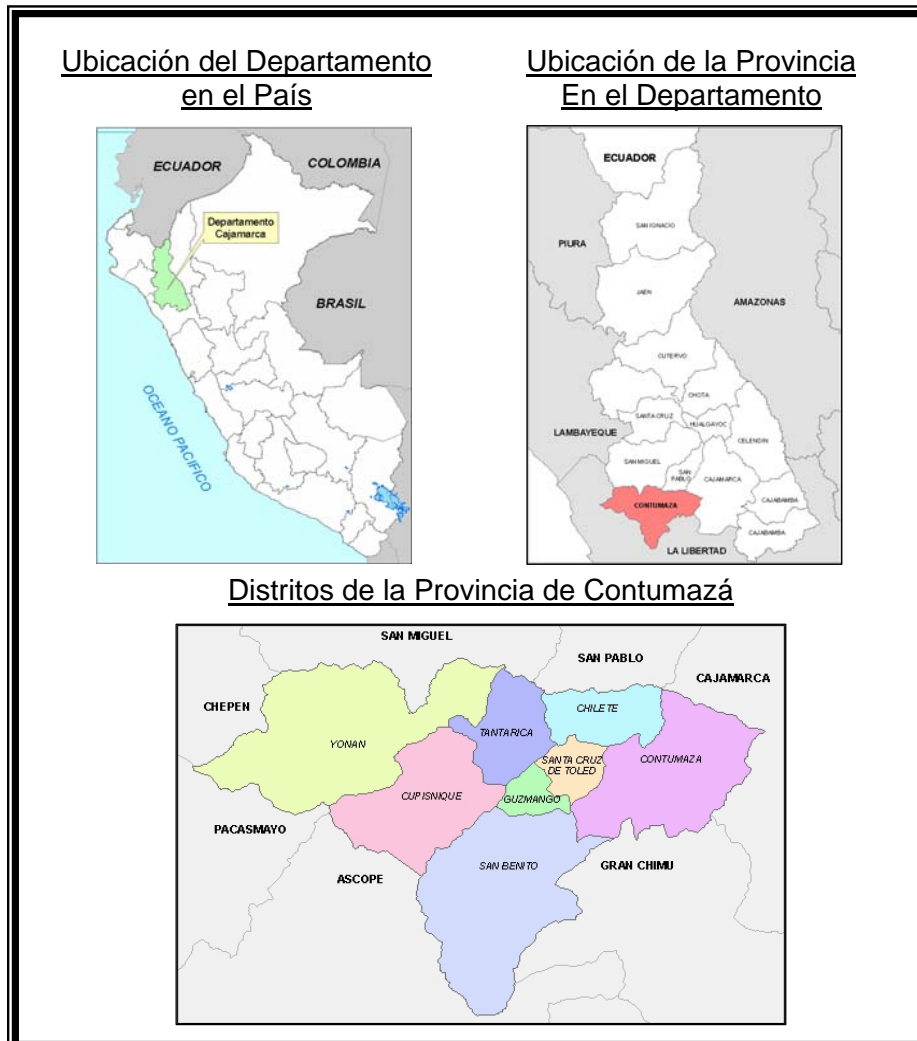 Ubicación del Departamento
en el País
Ubicación de la Provincia
En el Departamento
ECUADOR
COLOMBIA
Departamento
Cajamarca
BRASIL
OCEANO PACIFICO
ECUADOR
SAN IGNACIO
PIURA
JAÉN
AMAZONAS
CUTERVO
CHOTA
SANTA CRUZ
HUALGAYOC
LAMBAYEQUE
CELENDIN
SAN MIGUEL
SAN
PABLO
CAJAMARCA
CAJABAMBA
CONTUMAZA
CAJABAMBA
LA LIBERTAD
Distritos de la Provincia de Contumazá
SAN MIGUEL
SAN PABLO
CAJAMARCA
CHEPEN
CHILETE
YONAN
TANTARICA
SANTA CRUZ
DE TOLED
CONTUMAZA
CUPISNIQUE
GUZMANGO
PACASMAYO
SAN BENITO
GRAN CHIMU
ASCOPE